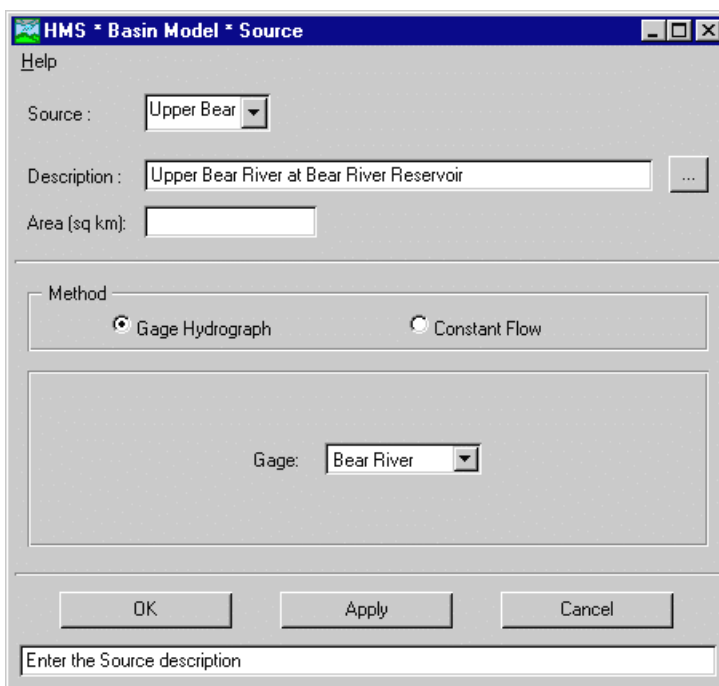 HMS * Basin Model * Source
Help
Source : Upper Bear
Description : Upper Bear River at Bear River Reservoir ...
Area (sq km):
Method
Gage Hydrograph Constant Flow
Gage: Bear River
OK Apply Cancel
Enter the Source description